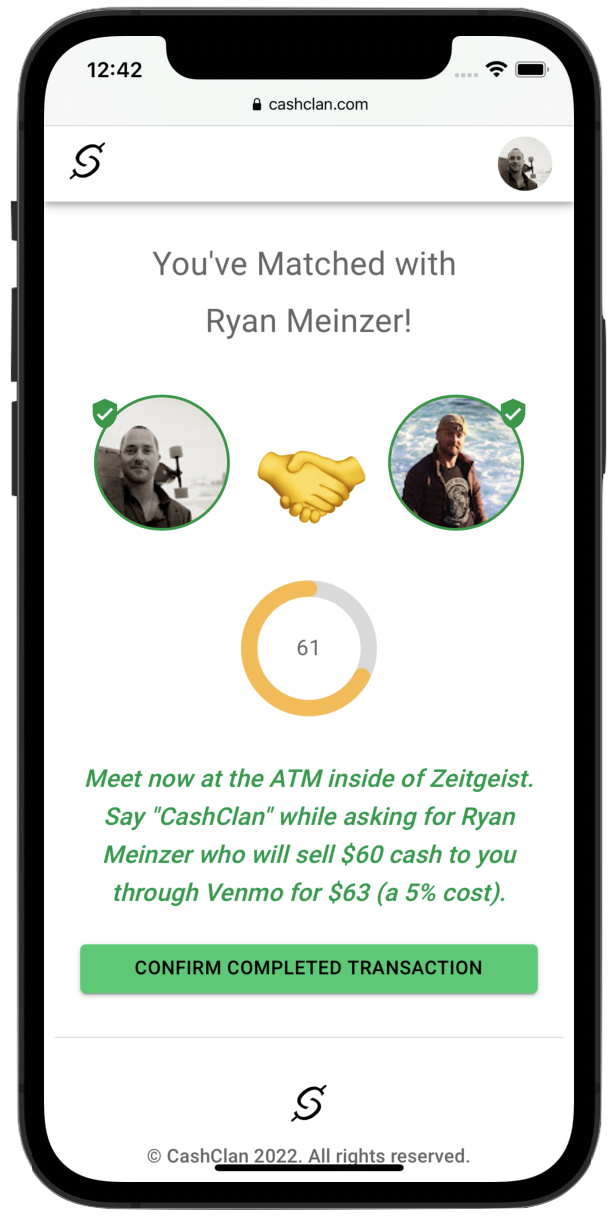 12:42
cashclan.com
You've Matched with
Ryan Meinzer!
61
Meet now at the ATM inside of Zeitgeist.
Say "CashClan" while asking for Ryan
Meinzer who will sell $60 cash to you
through Venmo for $63 (a 5% cost).
CONFIRM COMPLETED TRANSACTION
© CashClan 2022. All rights reserved.